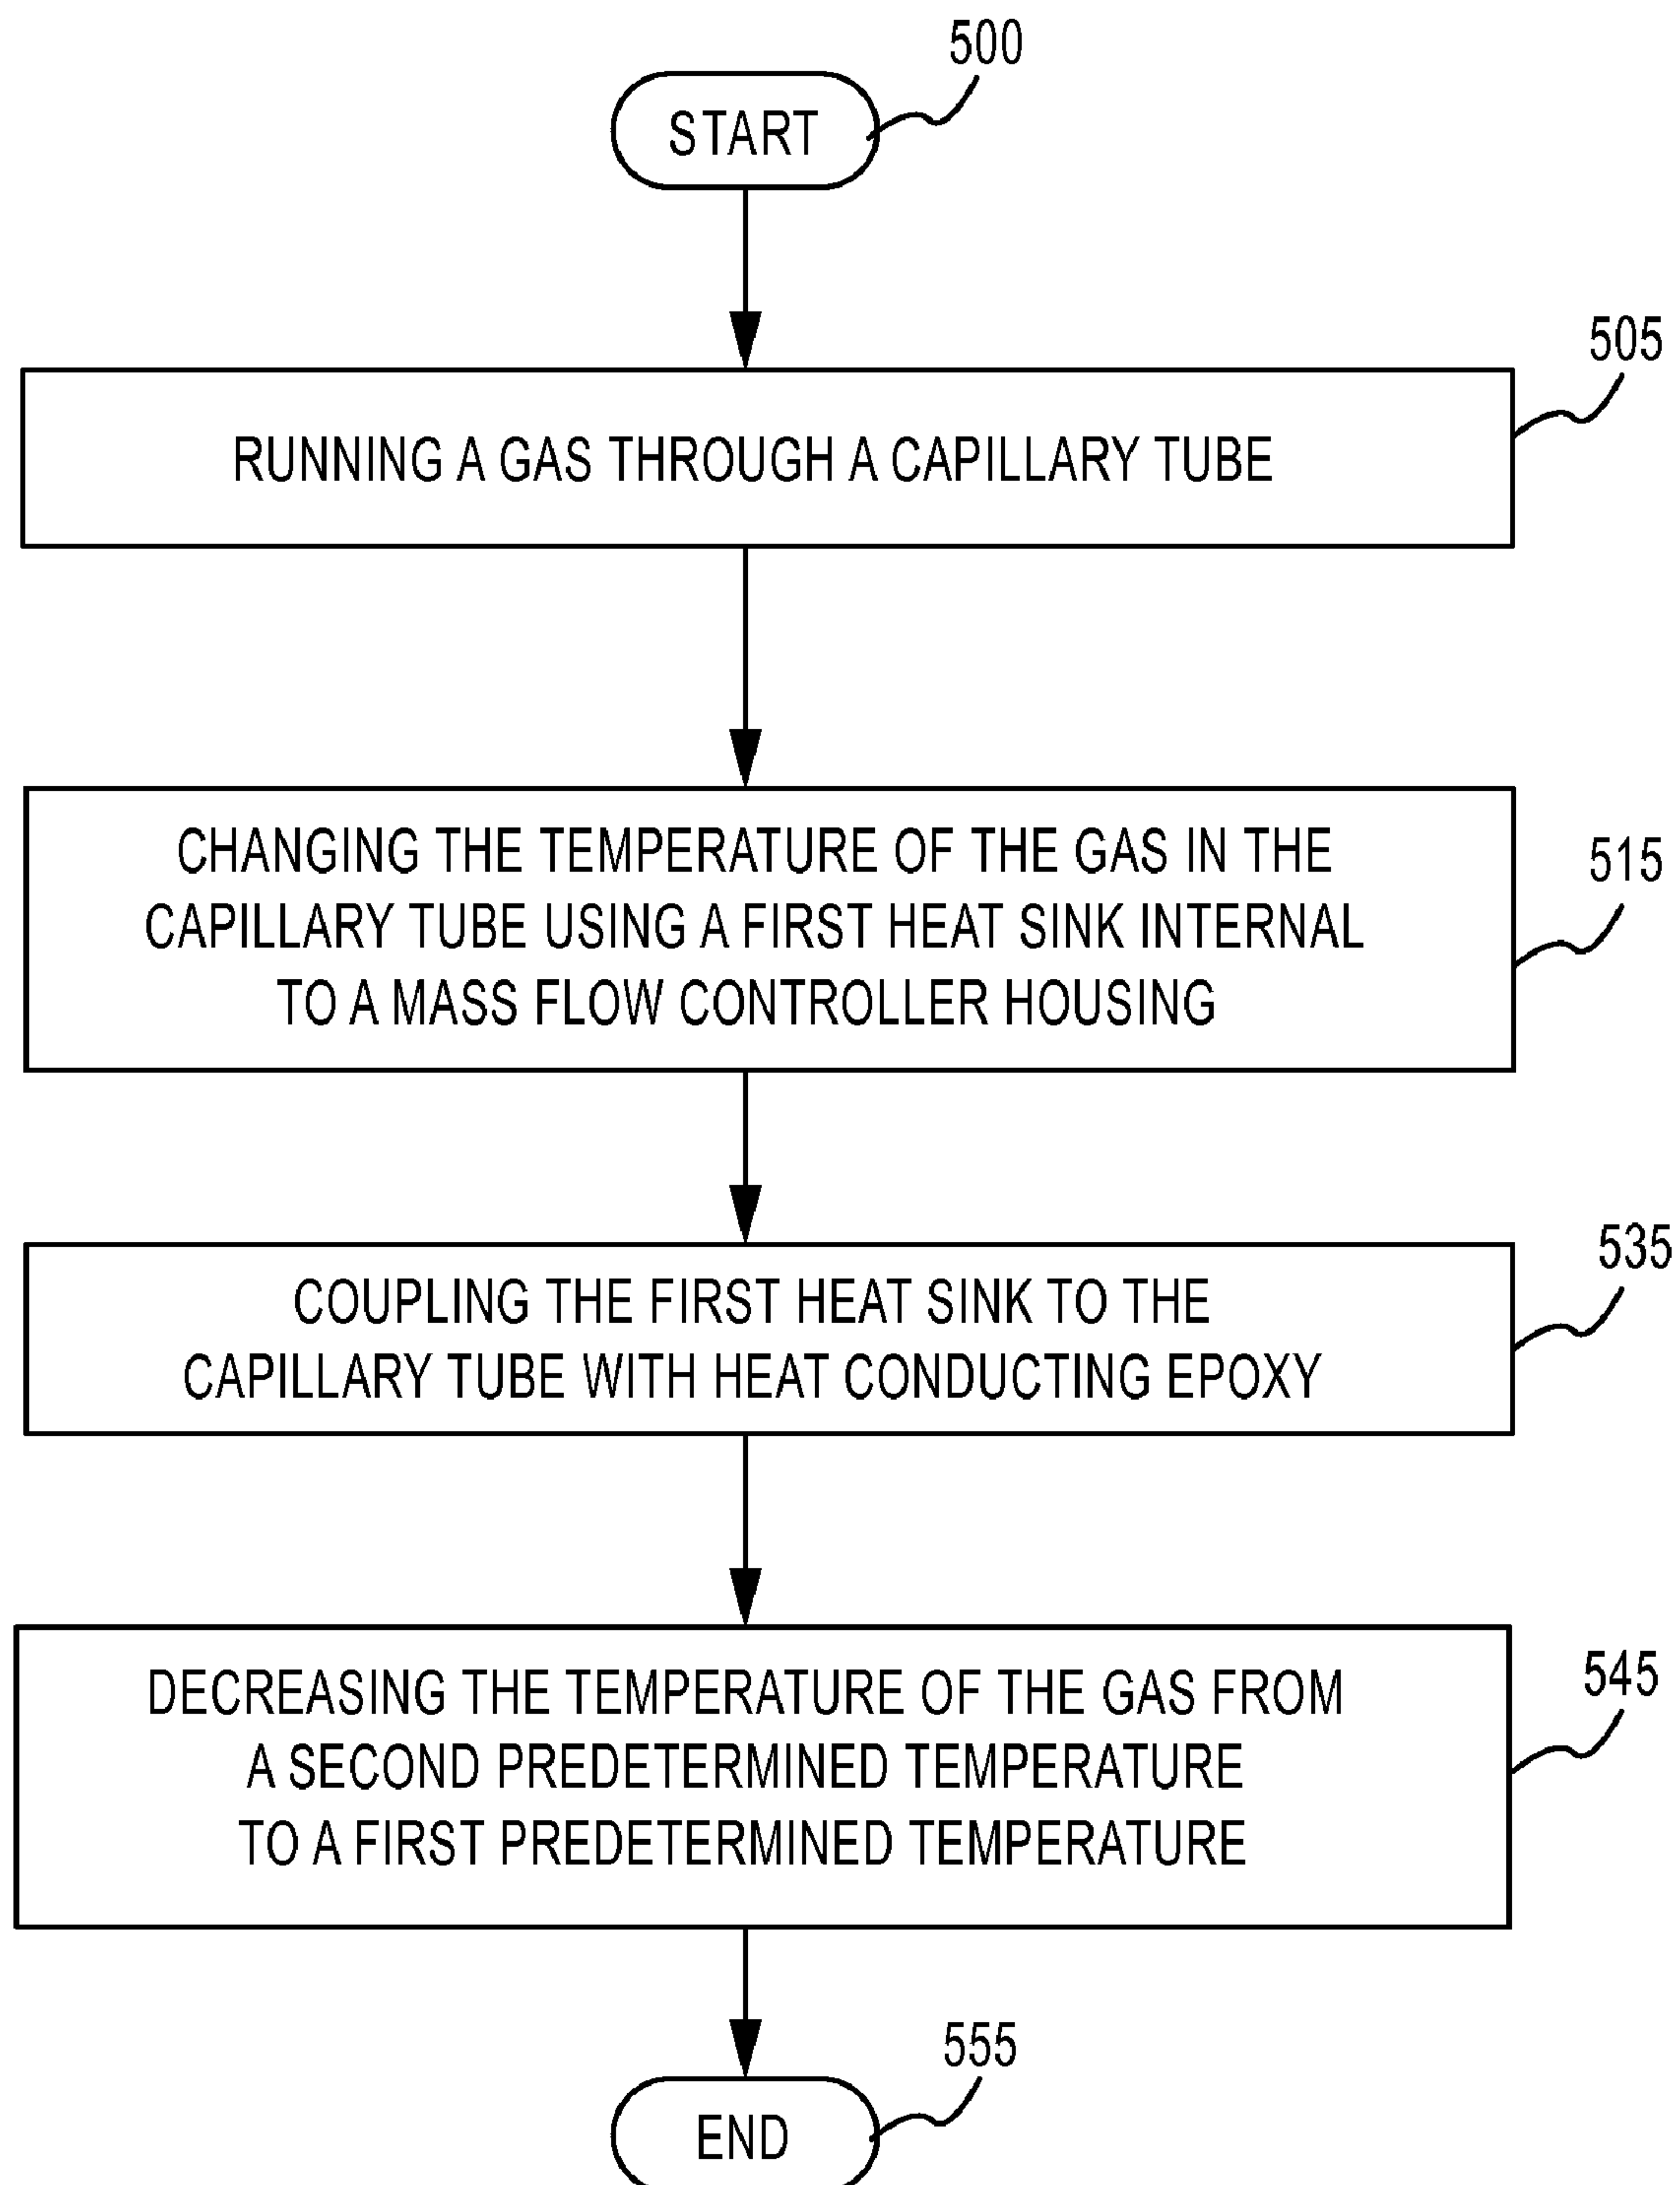 500
START
505
RUNNING A GAS THROUGH A CAPILLARY TUBE
CHANGING THE TEMPERATURE OF THE GAS IN THE
CAPILLARY TUBE USING A FIRST HEAT SINK INTERNAL
TO A MASS FLOW CONTROLLER HOUSING
515
535
COUPLING THE FIRST HEAT SINK TO THE
CAPILLARY TUBE WITH HEAT CONDUCTING EPOXY
545
DECREASING THE TEMPERATURE OF THE GAS FROM
A SECOND PREDETERMINED TEMPERATURE
TO A FIRST PREDETERMINED TEMPERATURE
555
END